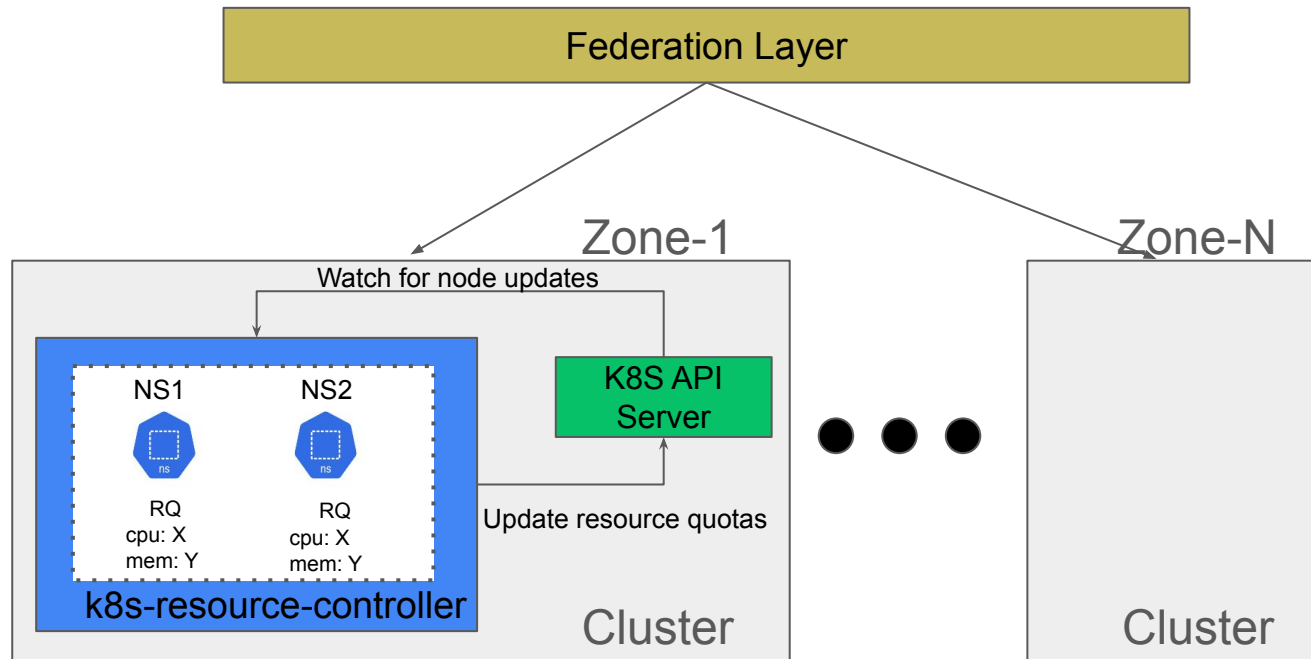 Federation Layer
Zone-1
Zone-N
Watch for node updates
NS1
NS2
K8S API
Server
ns
ns
RQ
cpu: X
mem: Y
RQ
cpu: X
mem: Y
Update resource quotas
k8s-resource-controller
Cluster
Cluster